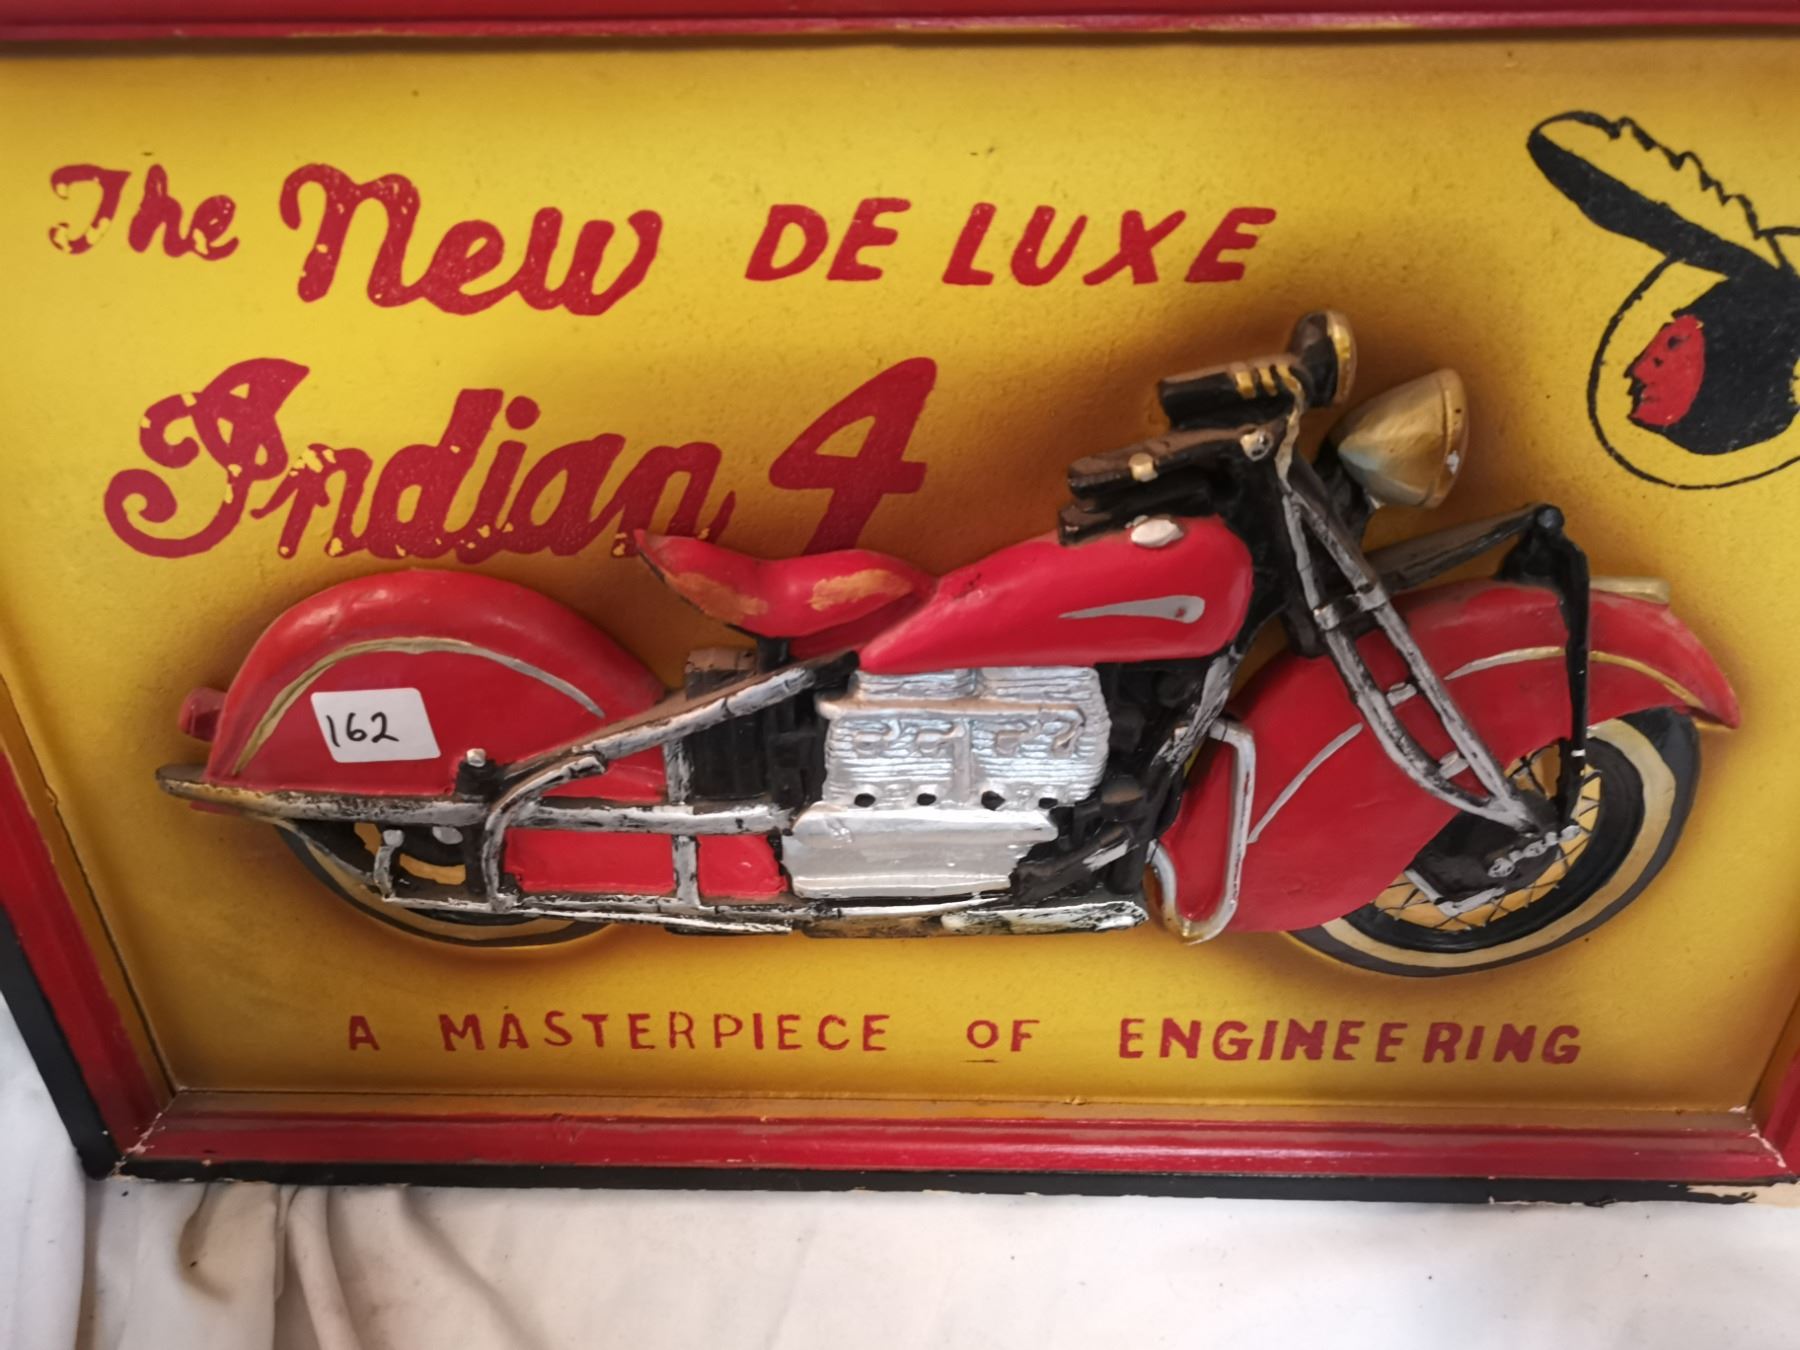 The New DE LUXE
Indian 4
162
A MASTERPIECE OF ENGINEERING